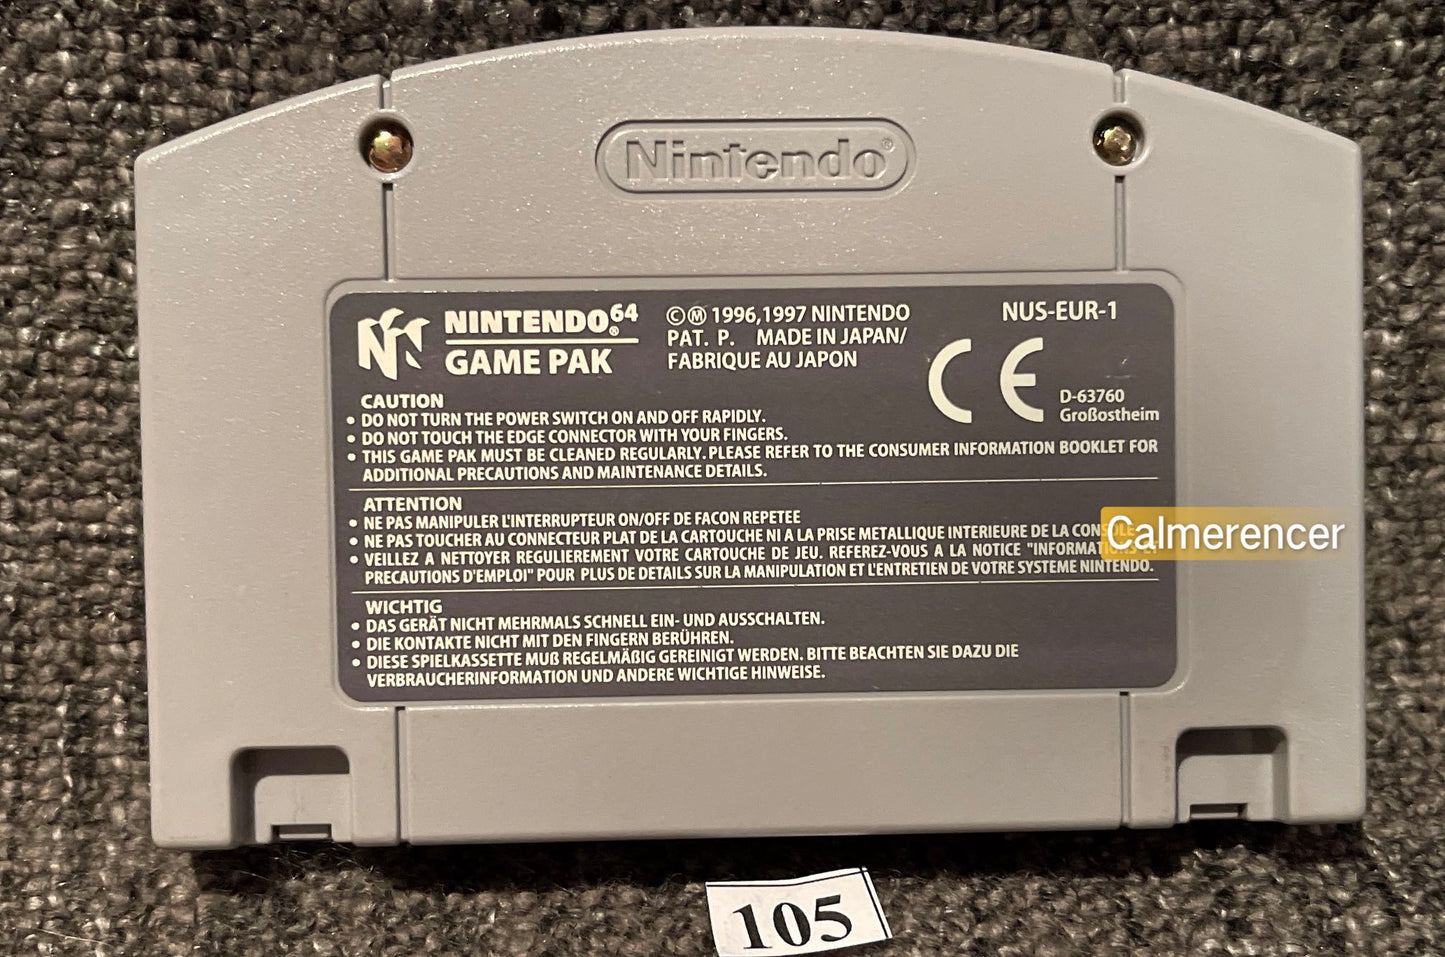 Nintendo®
NINTENDO®64
GAME PAK
©Ⓜ 1996,1997 NINTENDO
PAT. P. MADE IN JAPAN/
FABRIQUE AU JAPON
NUS-EUR-1
CE
D-63760
Großostheim
CAUTION
• DO NOT TURN THE POWER SWITCH ON AND OFF RAPIDLY.
• DO NOT TOUCH THE EDGE CONNECTOR WITH YOUR FINGERS.
• THIS GAME PAK MUST BE CLEANED REGULARLY. PLEASE REFER TO THE CONSUMER INFORMATION BOOKLET FOR
ADDITIONAL PRECAUTIONS AND MAINTENANCE DETAILS.
ATTENTION
• NE PAS MANIPULER L'INTERRUPTEUR ON/OFF DE FACON REPETEE
• NE PAS TOUCHER AU CONNECTEUR PLAT DE LA CARTOUCHE NI A LA PRISE METALLIQUE INTERIEURE DE LA CONSOLE
• VEILLEZ A NETTOYER REGULIEREMENT VOTRE CARTOUCHE DE JEU. REFEREZ-VOUS A LA NOTICE "INFORMATIONS ET
PRECAUTIONS D'EMPLOI" POUR PLUS DE DETAILS SUR LA MANIPULATION ET L'ENTRETIEN DE VOTRE SYSTEME NINTENDO.
WICHTIG
• DAS GERÄT NICHT MEHRMALS SCHNELL EIN- UND AUSSCHALTEN.
• DIE KONTAKTE NICHT MIT DEN FINGERN BERÜHREN.
• DIESE SPIELKASSETTE MUß REGELMÄßIG GEREINIGT WERDEN. BITTE BEACHTEN SIE DAZU DIE
VERBRAUCHERINFORMATION UND ANDERE WICHTIGE HINWEISE.
Calmerencer
105